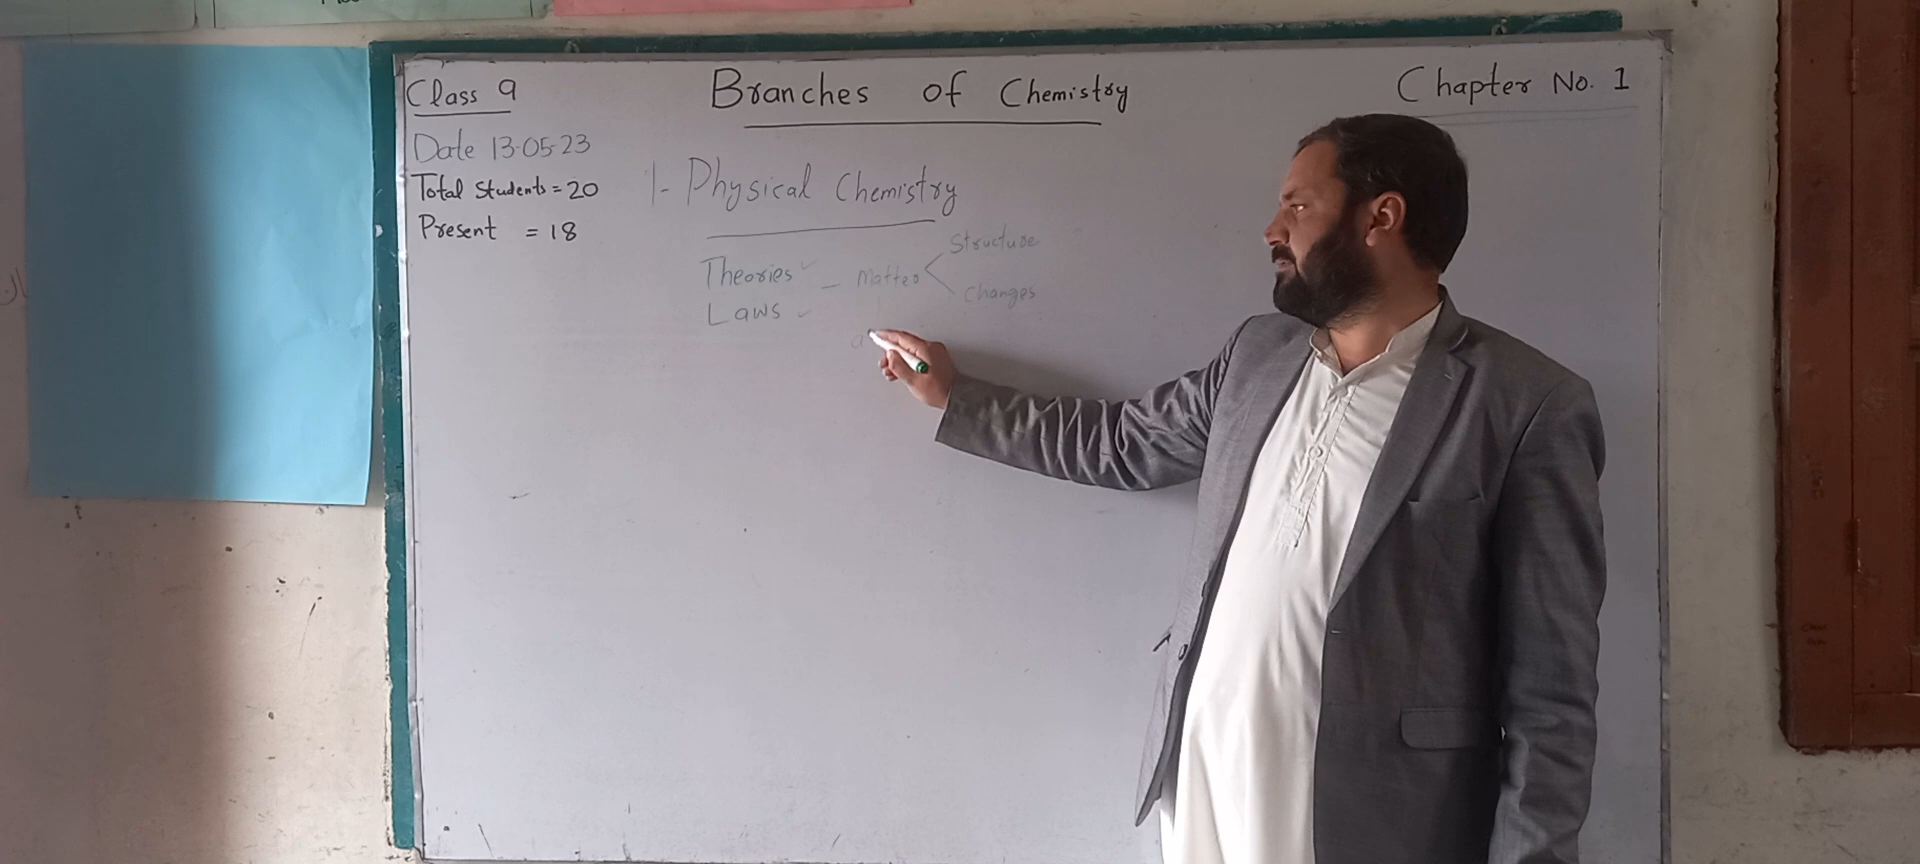 Class 9
Branches of Chemistry
Chapter No. 1
Date 13-05-23
Total Students = 20
Present = 18
1- Physical Chemistry
Theories - Matter
Laws
Structure
Changes